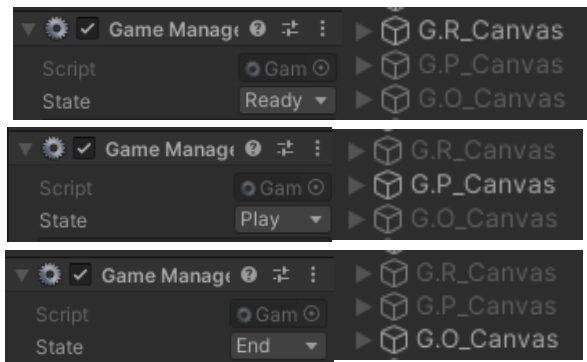 Game Manage
G.R_Canvas
Script
Gam
G.P_Canvas
State
Ready
G.O_Canvas
Game Manage
G.R_Canvas
Script
Gam
G.P_Canvas
State
Play
G.O_Canvas
Game Manage
G.R_Canvas
Script
Gam
G.P_Canvas
State
End
G.O_Canvas